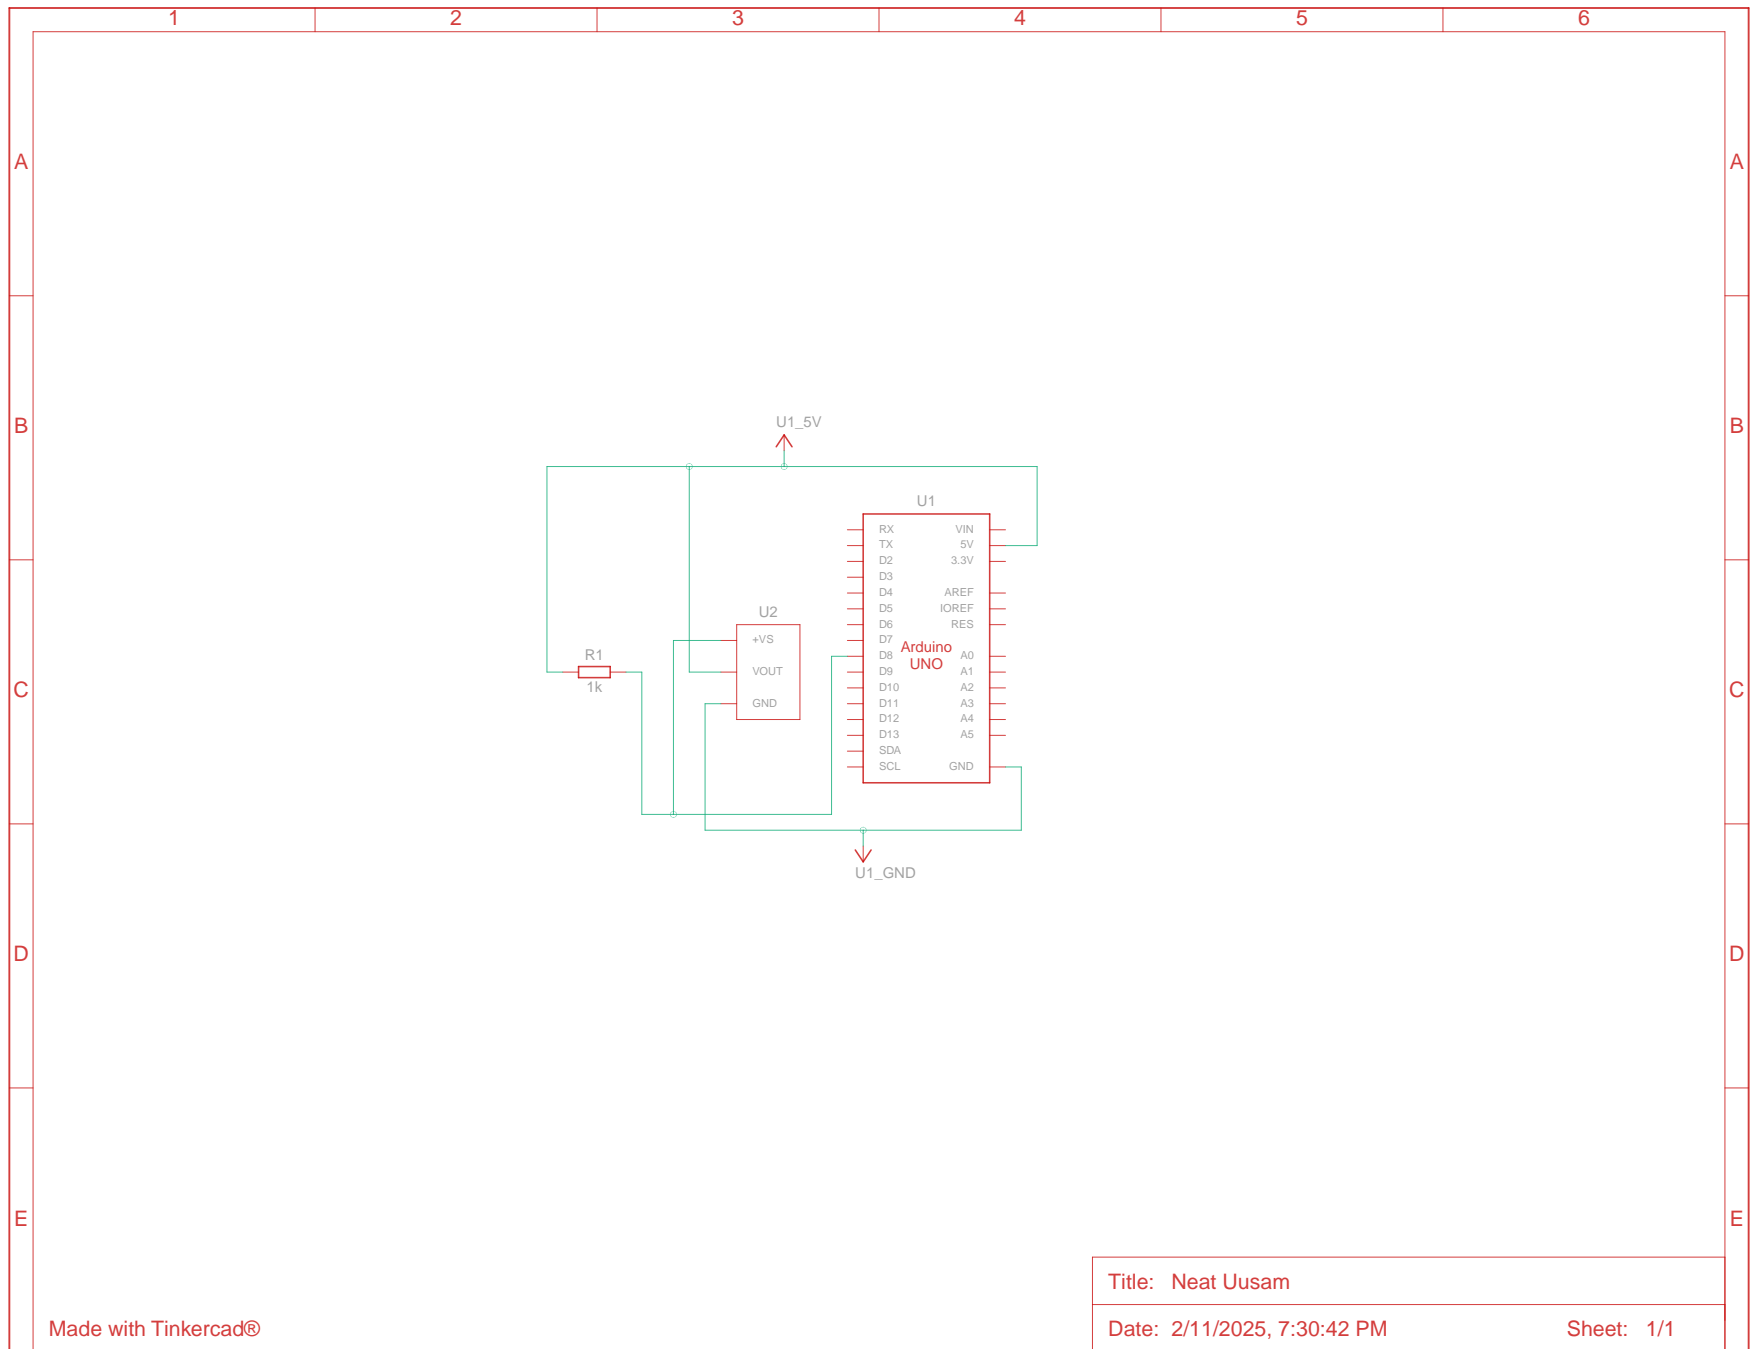 1 2 3 4 5 6
A A
B B
U1_5V
U1
RX VIN
TX 5V
D2 3.3V
D3
D4 AREF
D5 IOREF
D6 RES
D7
D8 A0
D9 A1
D10 A2
D11 A3
D12 A4
D13 A5
SDA
SCL GND
Arduino
UNO
U2
+VS
VOUT
GND
R1
1k
C C
U1_GND
D D
E E
Title: Neat Uusam
Date: 2/11/2025, 7:30:42 PM Sheet: 1/1
Made with Tinkercad®